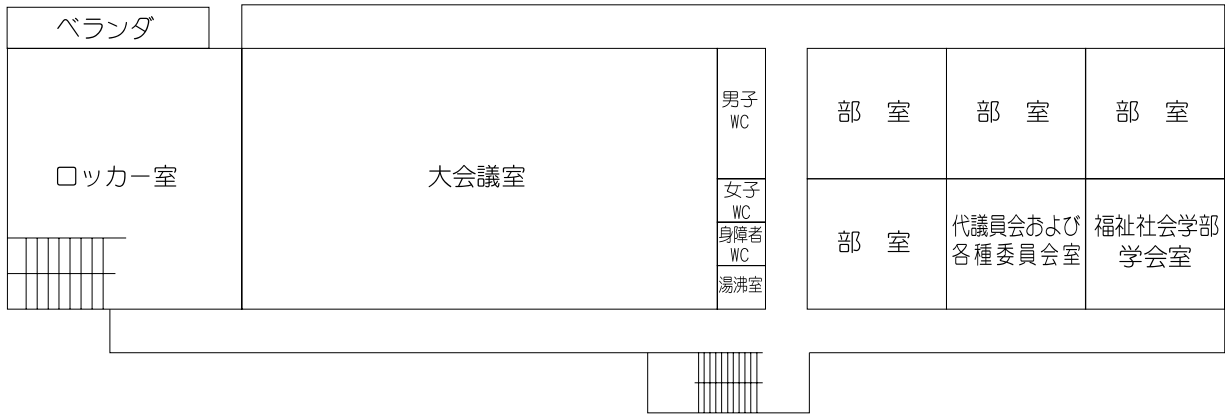 ベランダ
ロッカー室
大会議室
男子
WC
女子
WC
身障者
WC
湯沸室
部　室
部　室
部　室
部　室
代議員会および
各種委員会室
福祉社会学部
学会室